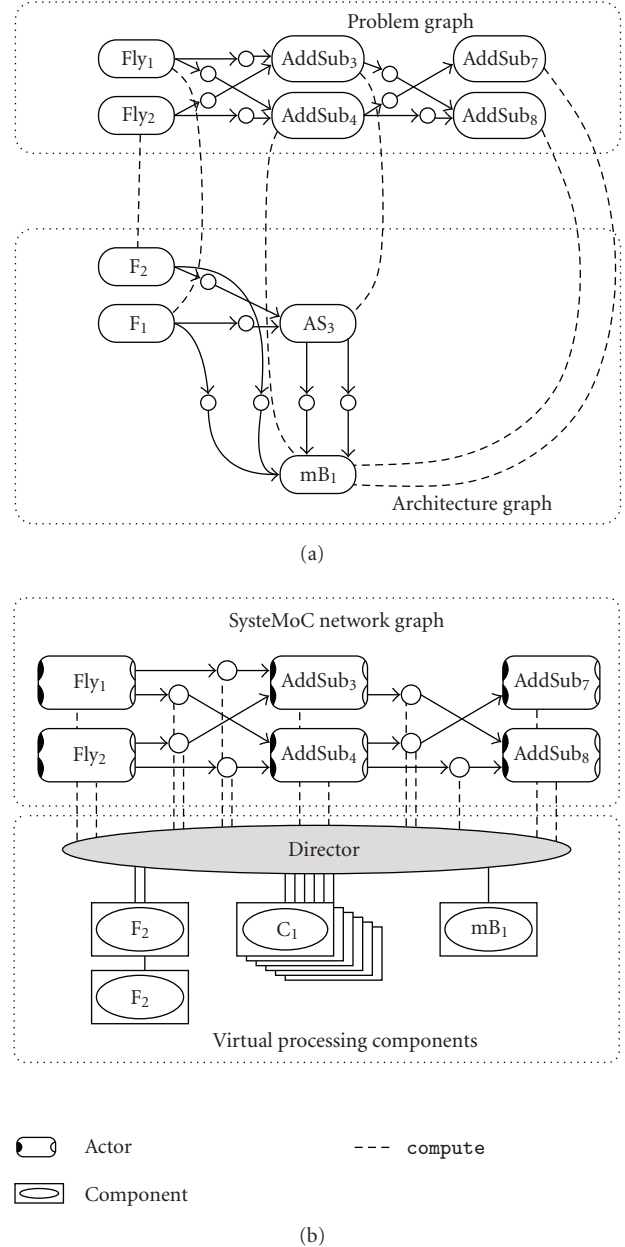 Problem graph
Fly₁ AddSub₃ AddSub₇
Fly₂ AddSub₄ AddSub₈
F₂
F₁ AS₃
mB₁
Architecture graph
(a)
SysteMoC network graph
Fly₁ AddSub₃ AddSub₇
Fly₂ AddSub₄ AddSub₈
Director
F₂ C₁ mB₁
F₂
Virtual processing components
Actor compute
Component
(b)